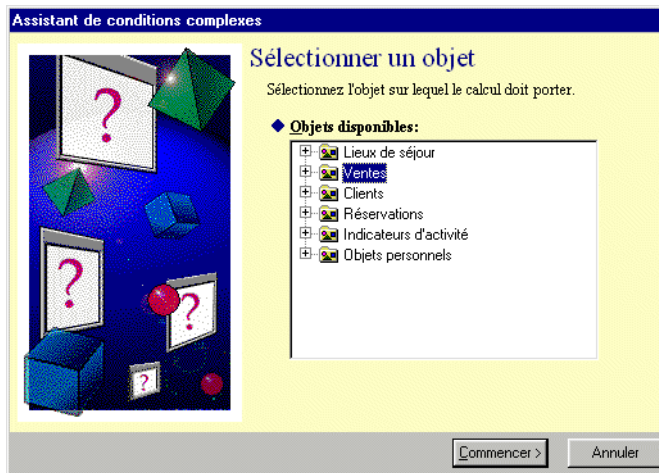 Assistant de conditions complexes
Sélectionner un objet
Sélectionnez l'objet sur lequel le calcul doit porter.
Objets disponibles:
Lieux de séjour
Ventes
Clients
Réservations
Indicateurs d'activité
Objets personnels
?
?
?
?
Commencer >
Annuler